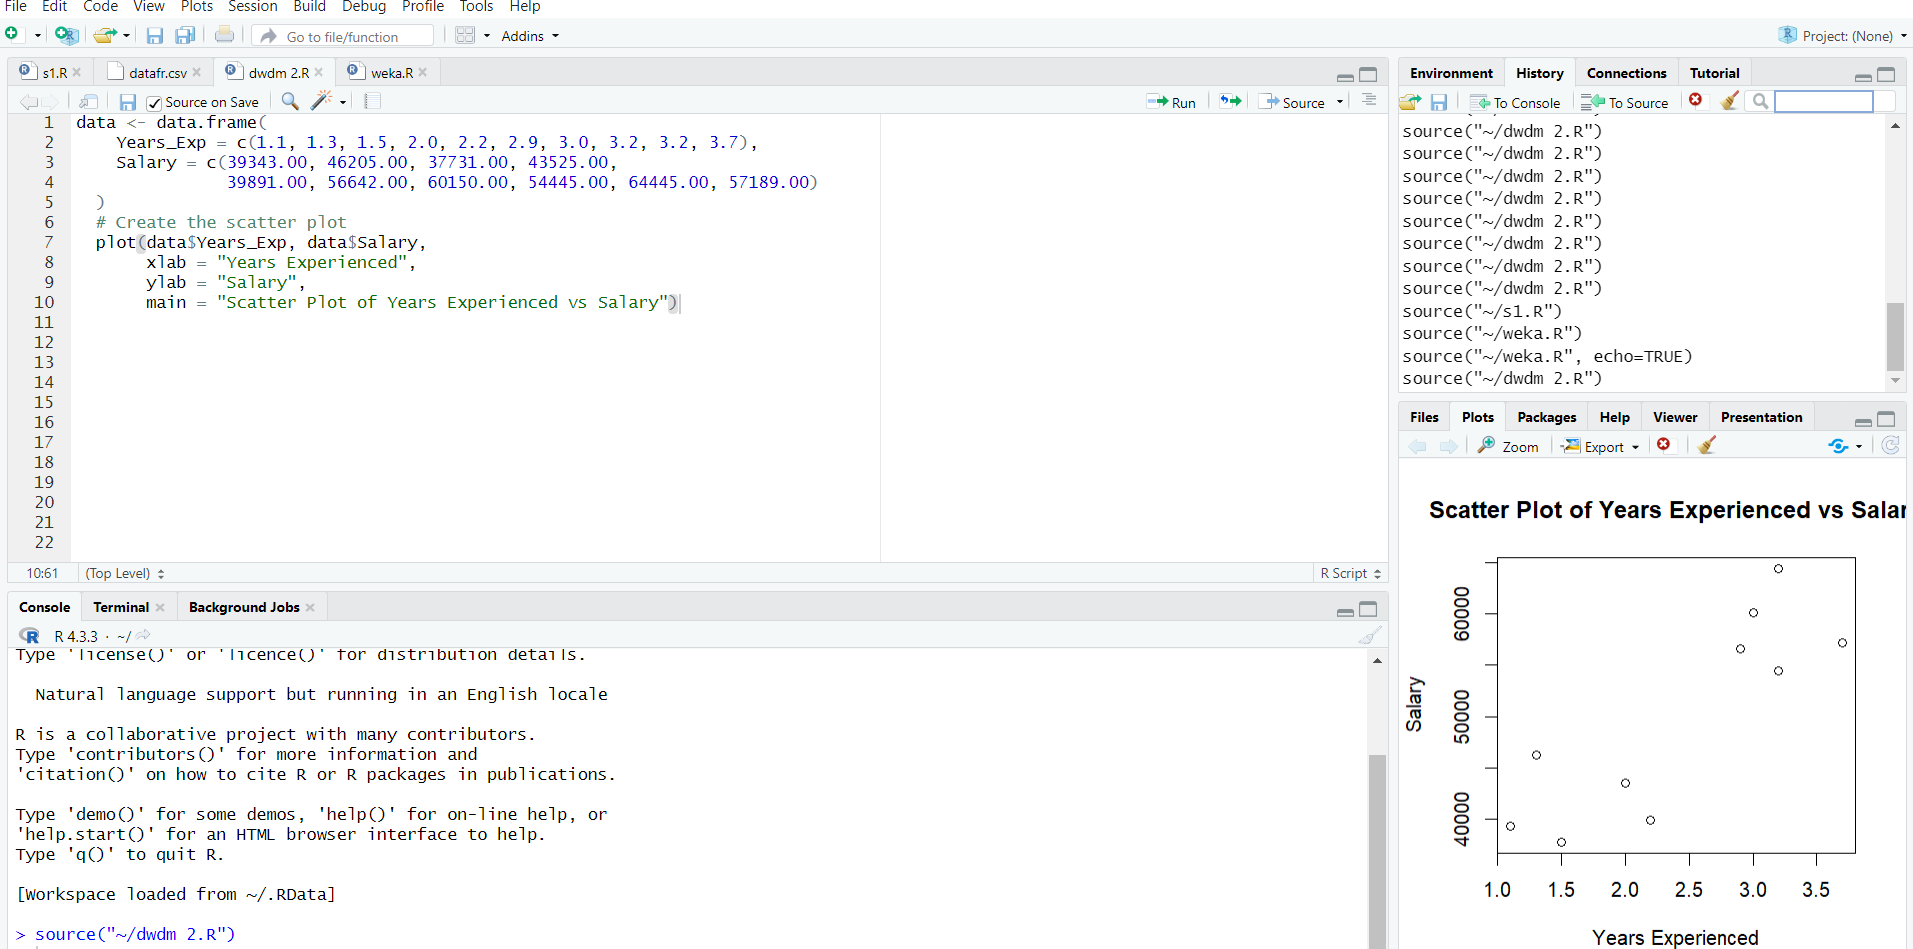 File Edit Code View Plots Session Build Debug Profile Tools Help
Go to file/function Addins Project: (None)
s1.R datafr.csv dwdm 2.R weka.R
Source on Save Run Source
1 data <- data.frame(
2 Years_Exp = c(1.1, 1.3, 1.5, 2.0, 2.2, 2.9, 3.0, 3.2, 3.2, 3.7),
3 Salary = c(39343.00, 46205.00, 37731.00, 43525.00,
4 39891.00, 56642.00, 60150.00, 54445.00, 64445.00, 57189.00)
5 )
6 # Create the scatter plot
7 plot(data$Years_Exp, data$Salary,
8 xlab = "Years Experienced",
9 ylab = "Salary",
10 main = "Scatter Plot of Years Experienced vs Salary")
11
12
13
14
15
16
17
18
19
20
21
22
10:61 (Top Level) R Script
Console Terminal Background Jobs
R R 4.3.3 · ~/
Type 'license()' or 'licence()' for distribution details.
Natural language support but running in an English locale
R is a collaborative project with many contributors.
Type 'contributors()' for more information and
'citation()' on how to cite R or R packages in publications.
Type 'demo()' for some demos, 'help()' for on-line help, or
'help.start()' for an HTML browser interface to help.
Type 'q()' to quit R.
[Workspace loaded from ~/.RData]
> source("~/dwdm 2.R")
Environment History Connections Tutorial
To Console To Source
source("~/dwdm 2.R")
source("~/dwdm 2.R")
source("~/dwdm 2.R")
source("~/dwdm 2.R")
source("~/dwdm 2.R")
source("~/dwdm 2.R")
source("~/dwdm 2.R")
source("~/dwdm 2.R")
source("~/s1.R")
source("~/weka.R")
source("~/weka.R", echo=TRUE)
source("~/dwdm 2.R")
Files Plots Packages Help Viewer Presentation
Zoom Export
Scatter Plot of Years Experienced vs Salar
60000
50000
40000
Salary
1.0 1.5 2.0 2.5 3.0 3.5
Years Experienced